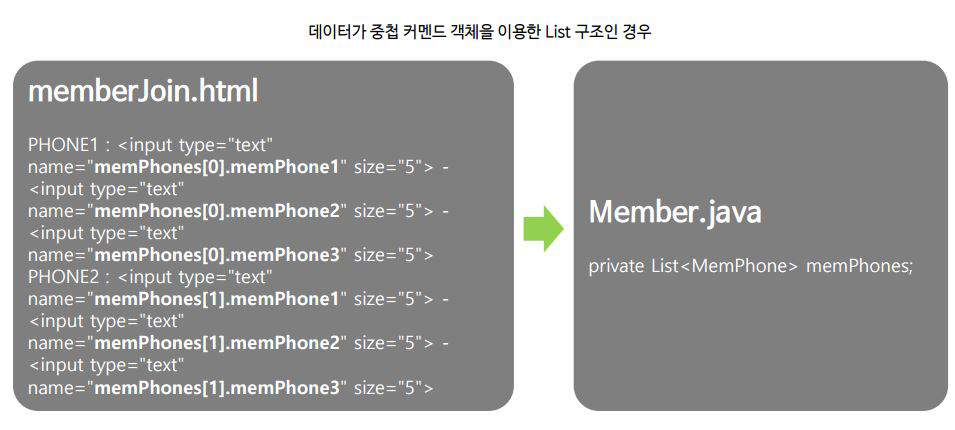 데이터가 중첩 커멘드 객체을 이용한 List 구조인 경우
memberJoin.html
PHONE1 : <input type="text"
name="memPhones[0].memPhone1" size="5"> -
<input type="text"
name="memPhones[0].memPhone2" size="5"> -
<input type="text"
name="memPhones[0].memPhone3" size="5">
PHONE2 : <input type="text"
name="memPhones[1].memPhone1" size="5"> -
<input type="text"
name="memPhones[1].memPhone2" size="5"> -
<input type="text"
name="memPhones[1].memPhone3" size="5">
Member.java
private List<MemPhone> memPhones;